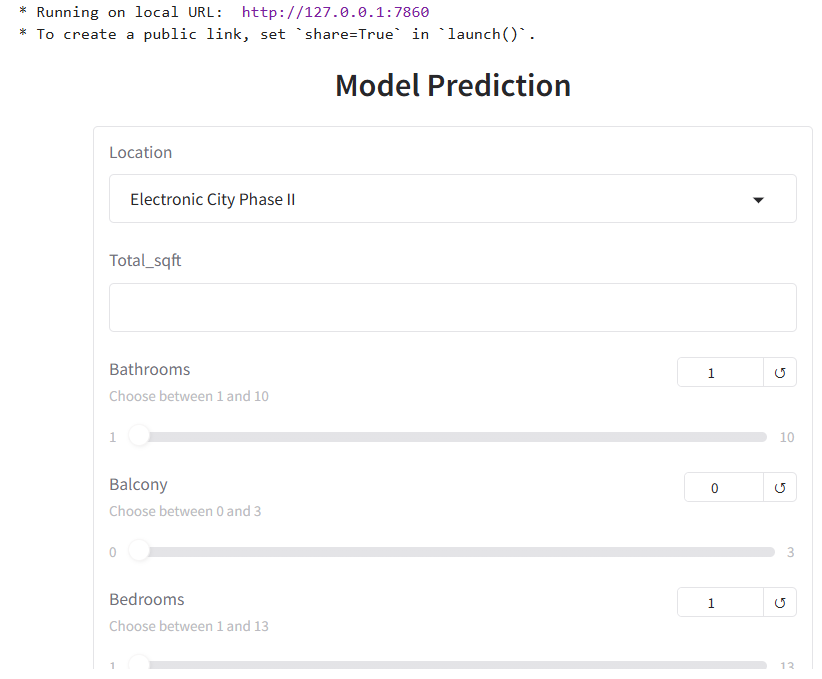 * Running on local URL:  http://127.0.0.1:7860
* To create a public link, set `share=True` in `launch()`.
Model Prediction
Location
Electronic City Phase II
Total_sqft
Bathrooms
1
Choose between 1 and 10
1
10
Balcony
0
Choose between 0 and 3
0
3
Bedrooms
1
Choose between 1 and 13
1
13